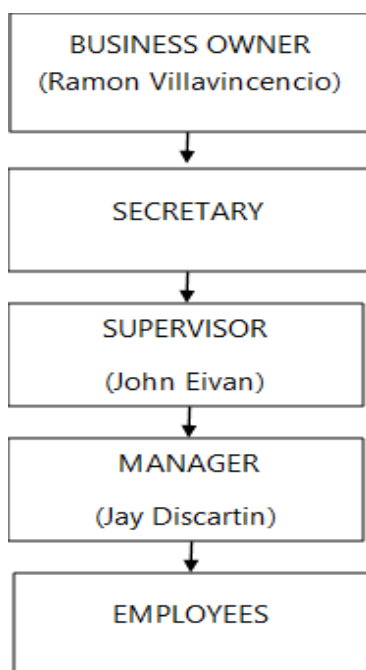 BUSINESS OWNER
(Ramon Villavincencio)
SECRETARY
SUPERVISOR
(John Eivan)
MANAGER
(Jay Discartin)
EMPLOYEES